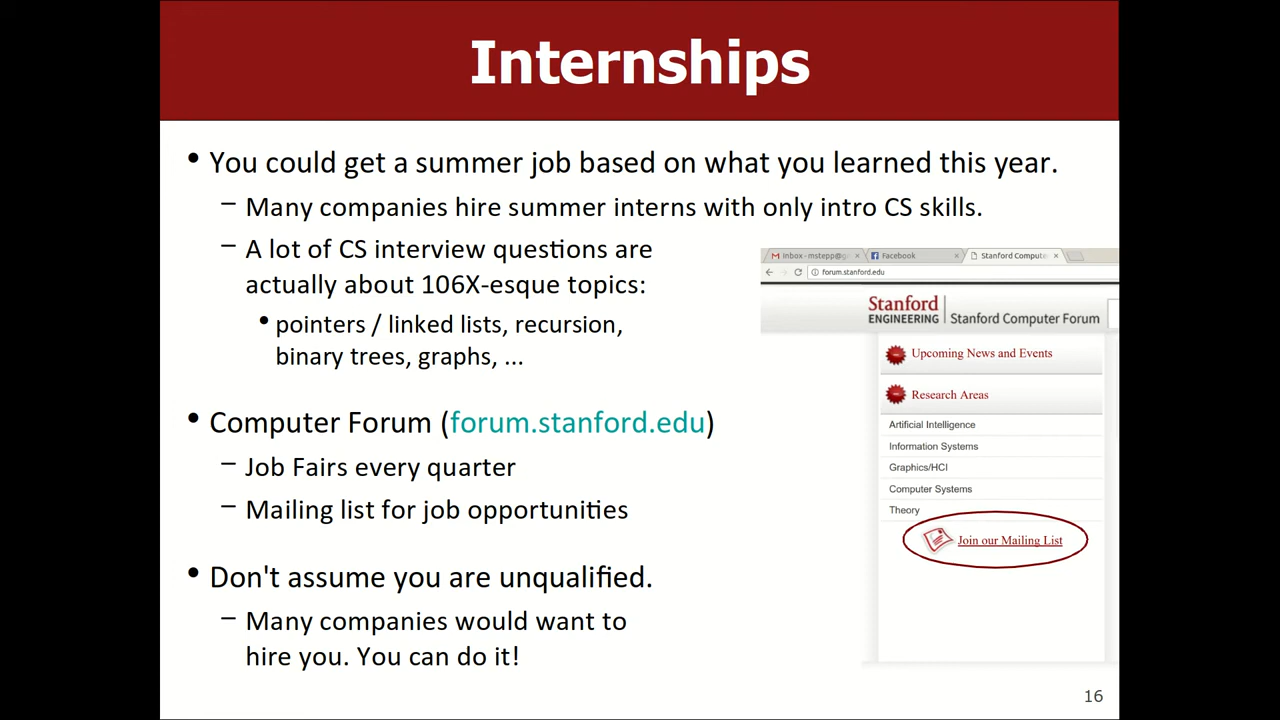 Internships
• You could get a summer job based on what you learned this year.
– Many companies hire summer interns with only intro CS skills.
– A lot of CS interview questions are
actually about 106X-esque topics:
• pointers / linked lists, recursion,
binary trees, graphs, ...
• Computer Forum (forum.stanford.edu)
– Job Fairs every quarter
– Mailing list for job opportunities
• Don't assume you are unqualified.
– Many companies would want to
hire you. You can do it!
Inbox - mstepp@g
Facebook
Stanford Compute
forum.stanford.edu
Stanford
ENGINEERING
Stanford Computer Forum
Upcoming News and Events
Research Areas
Artificial Intelligence
Information Systems
Graphics/HCI
Computer Systems
Theory
Join our Mailing List
16